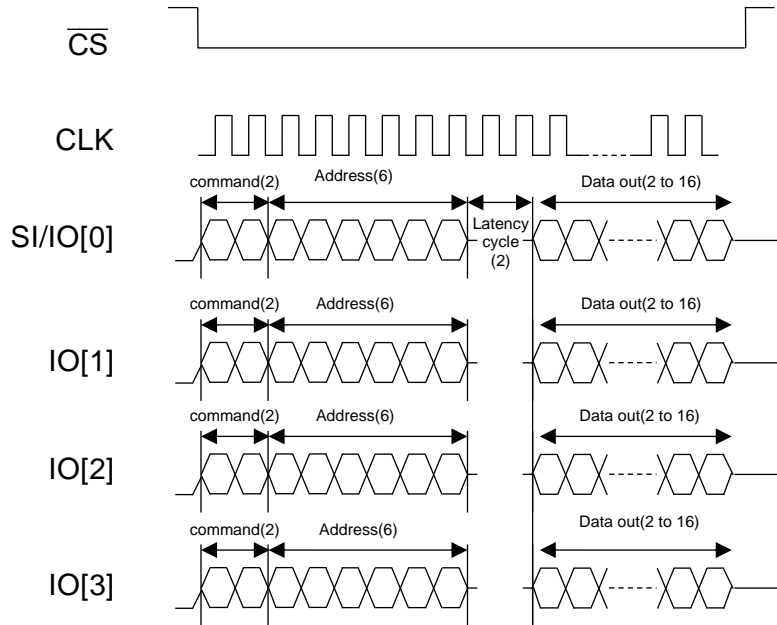 CS
CLK
command(2) Address(6) Data out(2 to 16)
SI/IO[0]
Latency
cycle
(2)
command(2) Address(6) Data out(2 to 16)
IO[1]
command(2) Address(6) Data out(2 to 16)
IO[2]
command(2) Address(6) Data out(2 to 16)
IO[3]